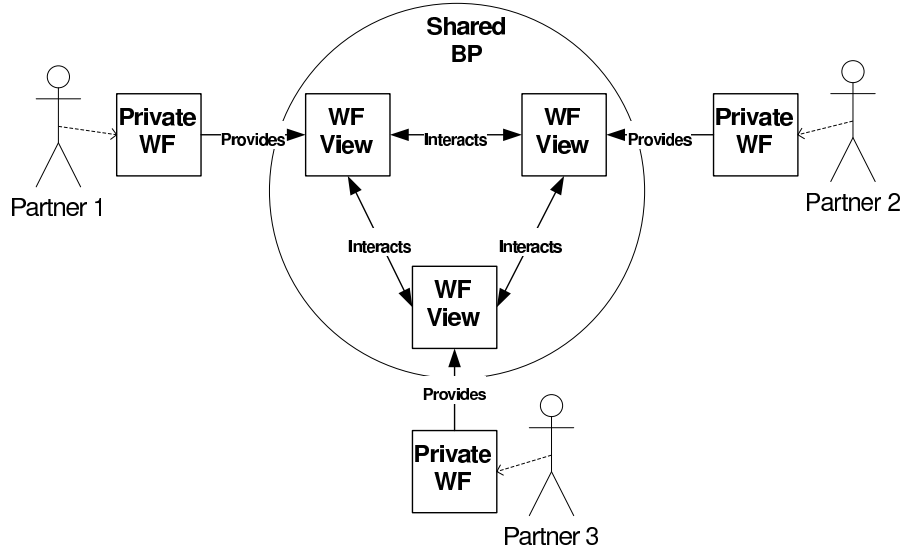 Shared
BP
Private
WF
Provides
WF
View
Interacts
WF
View
Provides
Private
WF
Partner 1
Partner 2
Interacts
Interacts
WF
View
Provides
Private
WF
Partner 3